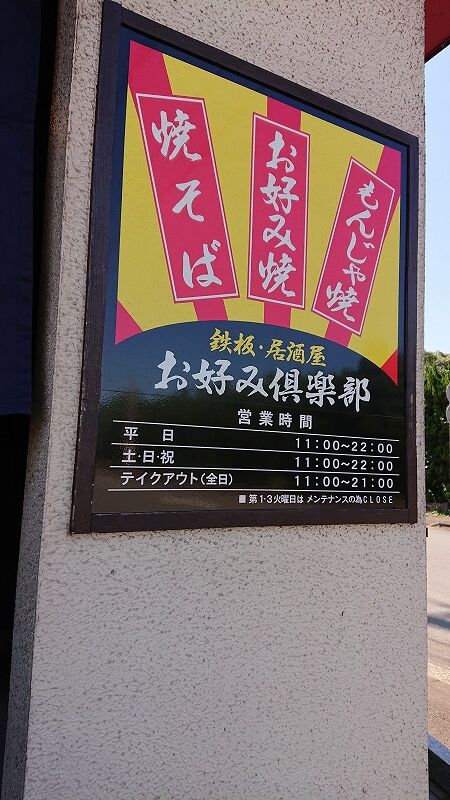 焼そば
お好み焼
もんじゃ焼
鉄板・居酒屋
お好み倶楽部
営業時間
平 日 11:00~22:00
土・日・祝 11:00~22:00
テイクアウト(全日) 11:00~21:00
■ 第1・3火曜日は メンテナンスの為CLOSE